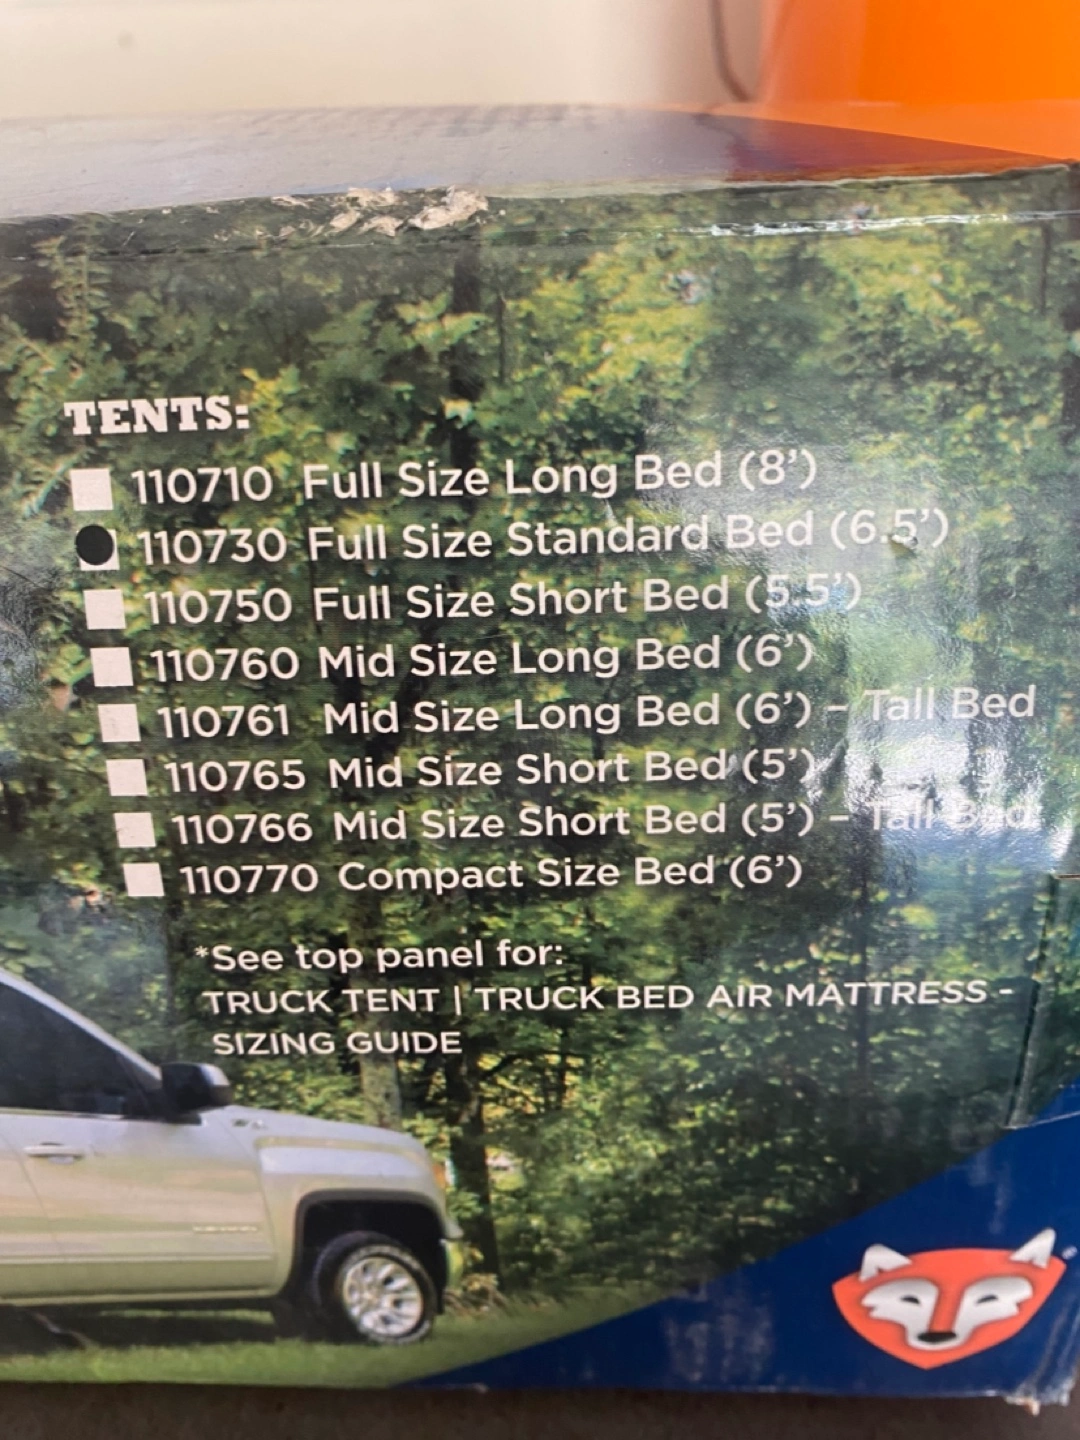 TENTS:
110710 Full Size Long Bed (8')
110730 Full Size Standard Bed (6.5')
110750 Full Size Short Bed (5.5')
110760 Mid Size Long Bed (6')
110761 Mid Size Long Bed (6') – Tall Bed
110765 Mid Size Short Bed (5')
110766 Mid Size Short Bed (5') – Tall Bed
110770 Compact Size Bed (6')
*See top panel for:
TRUCK TENT | TRUCK BED AIR MATTRESS -
SIZING GUIDE
®